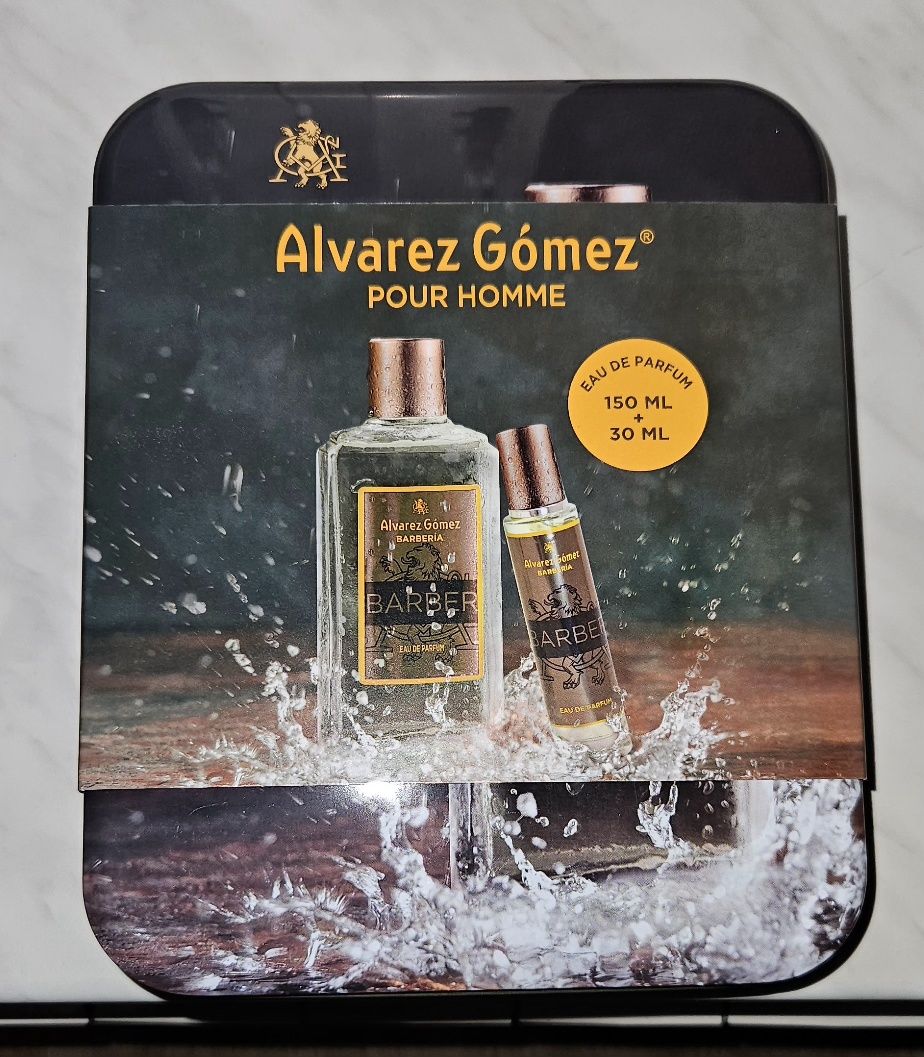 Alvarez Gómez®
POUR HOMME
EAU DE PARFUM
150 ML
+
30 ML
Alvarez Gómez
BARBERÍA
BARBER
EAU DE PARFUM
Alvarez Gómez
BARBERÍA
BARBE
EAU DE PARFUM